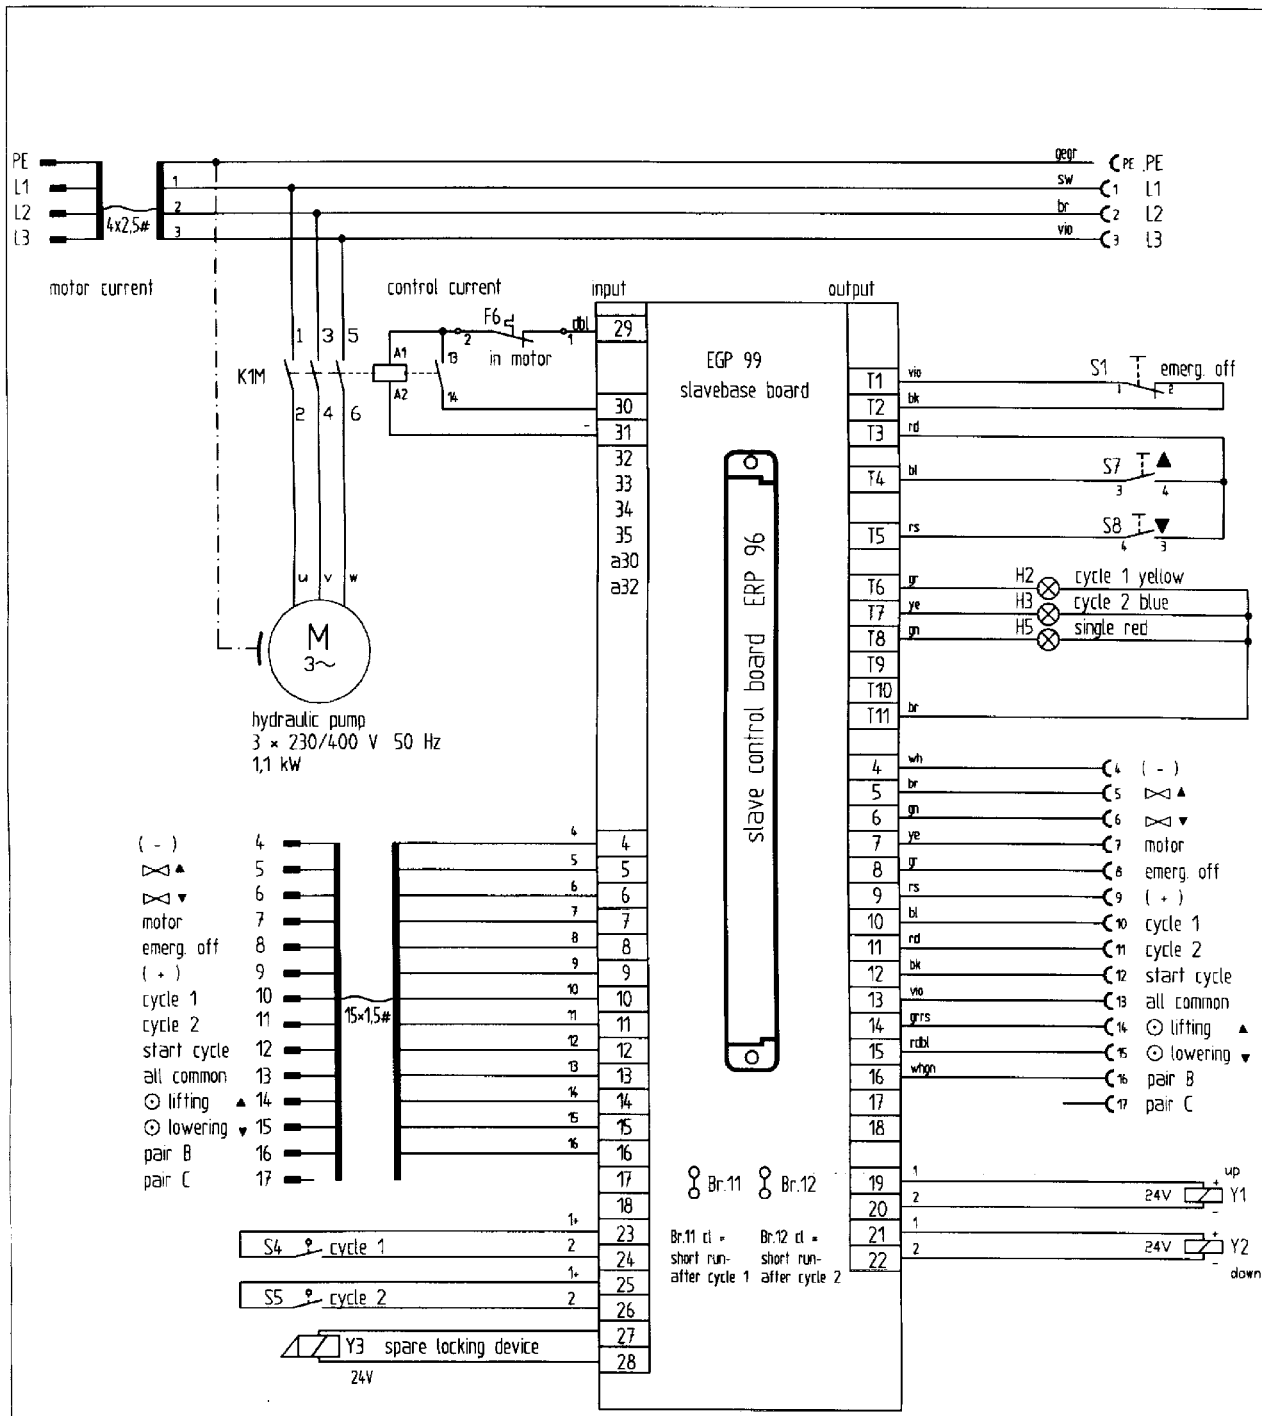 PE gegr PE PE
L1 1 sw 1 L1
L2 4x2,5# 2 br 2 L2
L3 3 vio 3 L3
motor current control current input output
F6 dbl 29
2 in motor 1
1 3 5
K1M A1 13
A2 14
2 4 6
30
- 31
32
33
34
35
a30
a32
EGP 99
slavebase board
slave control board ERP 96
T1 vio S1 1 2 emerg. off
T2 bk
T3 rd
T4 bl S7 3 4
T5 rs S8 4 3
T6 gr H2 cycle 1 yellow
T7 ye H3 cycle 2 blue
T8 gn H5 single red
T9
T10
T11 br
u v w
M
3~
hydraulic pump
3 × 230/400 V 50 Hz
1,1 kW
4 wh 4 ( - )
5 br 5 ▲
6 gn 6 ▼
7 ye 7 motor
8 gr 8 emerg. off
9 rs 9 ( + )
10 bl 10 cycle 1
11 rd 11 cycle 2
12 bk 12 start cycle
13 vio 13 all common
14 grrs 14 ⊙ lifting ▲
15 rdbl 15 ⊙ lowering ▼
16 whgn 16 pair B
17 17 pair C
18
( - ) 4 4 4
▲ 5 5 5
▼ 6 6 6
motor 7 7 7
emerg. off 8 8 8
( + ) 9 9 9
cycle 1 10 10 10
15×1,5#
cycle 2 11 11 11
start cycle 12 12 12
all common 13 13 13
⊙ lifting ▲ 14 14 14
⊙ lowering ▼ 15 15 15
pair B 16 16 16
pair C 17 17
18
Br.11 Br.12
Br.11 cl =
short run-
after cycle 1
Br.12 cl =
short run-
after cycle 2
19 1 up
24V + - Y1
20 2
21 1
24V + - Y2
22 2 down
1+ 23
S4 cycle 1 2 24
1+ 25
S5 cycle 2 2 26
27
Y3 spare locking device
28
24V